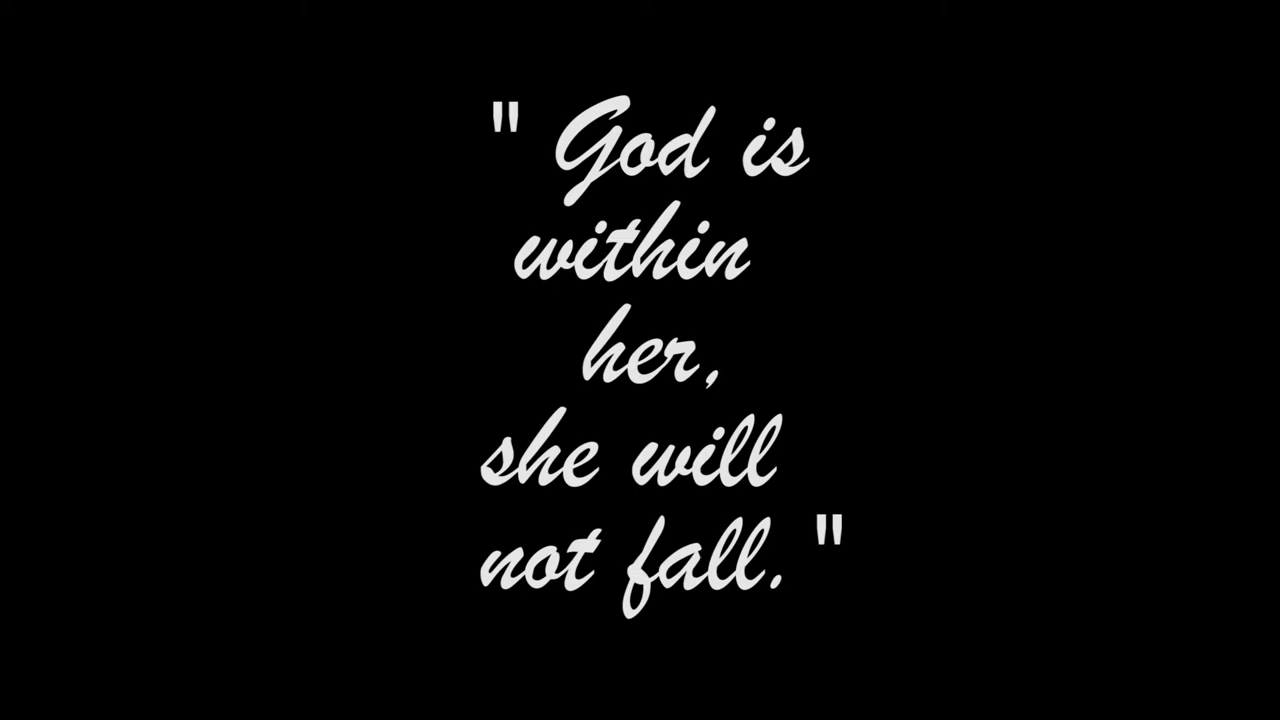 " God is
within
her,
she will
not fall. "